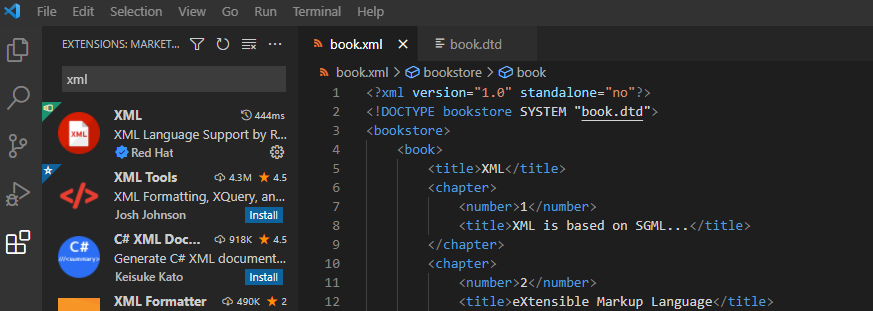 File Edit Selection View Go Run Terminal Help
EXTENSIONS: MARKET...
xml
XML 444ms
XML Language Support by R...
Red Hat
XML Tools 4.3M 4.5
XML Formatting, XQuery, an...
Josh Johnson Install
C# XML Doc... 918K 4.5
Generate C# XML document...
Keisuke Kato Install
XML Formatter 490K 2
XML
C#
///<summary>
book.xml book.dtd
book.xml > bookstore > book
1 <?xml version="1.0" standalone="no"?>
2 <!DOCTYPE bookstore SYSTEM "book.dtd">
3 <bookstore>
4 <book>
5 <title>XML</title>
6 <chapter>
7 <number>1</number>
8 <title>XML is based on SGML...</title>
9 </chapter>
10 <chapter>
11 <number>2</number>
12 <title>eXtensible Markup Language</title>